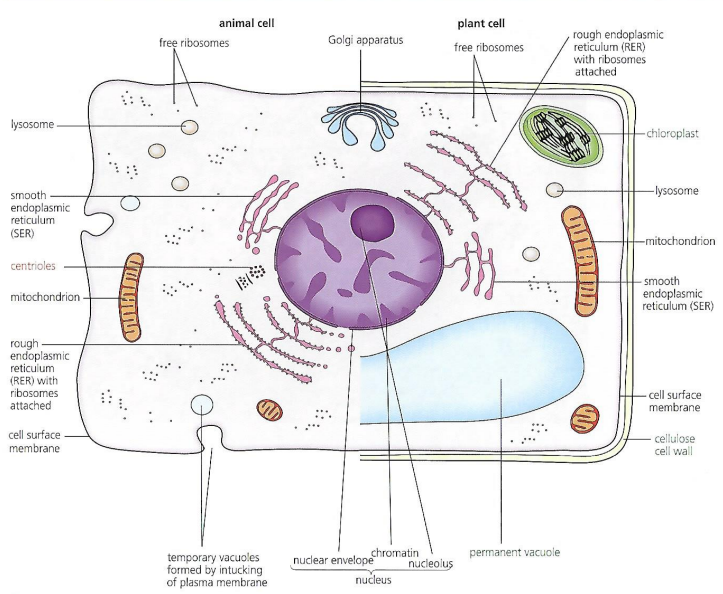 animal cell
plant cell
free ribosomes
Golgi apparatus
free ribosomes
rough endoplasmic
reticulum (RER)
with ribosomes
attached
lysosome
chloroplast
smooth
endoplasmic
reticulum
(SER)
lysosome
centrioles
mitochondrion
mitochondrion
smooth
endoplasmic
reticulum (SER)
rough
endoplasmic
reticulum
(RER) with
ribosomes
attached
cell surface
membrane
cell surface
membrane
cellulose
cell wall
temporary vacuoles
formed by intucking
of plasma membrane
nuclear envelope
chromatin
nucleolus
nucleus
permanent vacuole